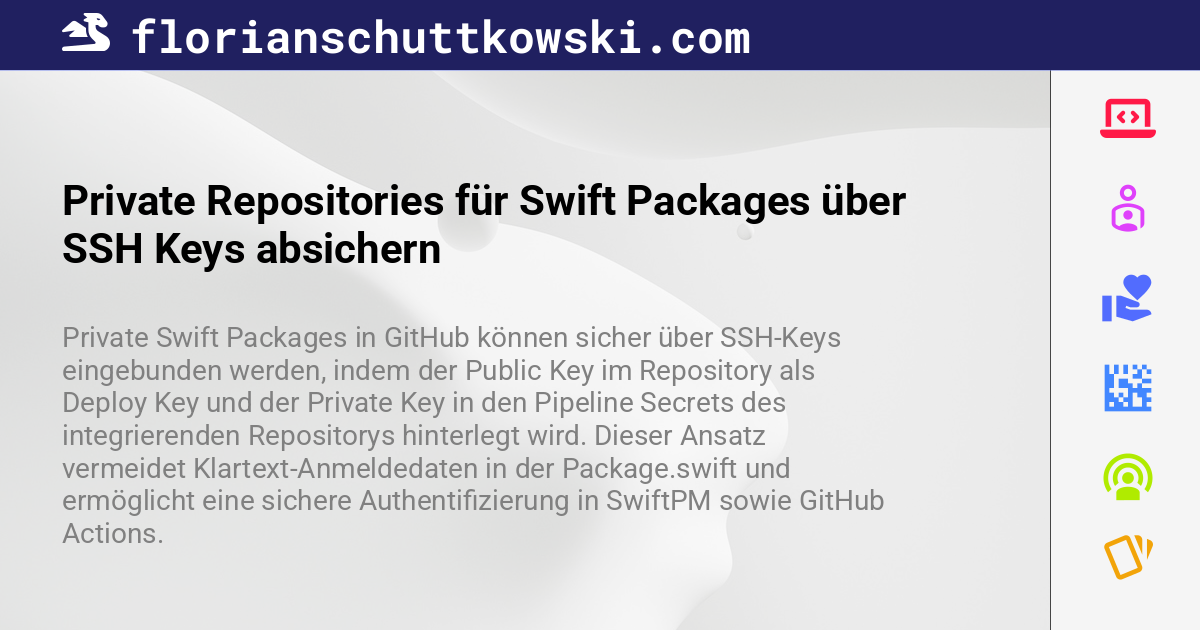 florianschuttkowski.com
Private Repositories für Swift Packages über
SSH Keys absichern
Private Swift Packages in GitHub können sicher über SSH-Keys
eingebunden werden, indem der Public Key im Repository als
Deploy Key und der Private Key in den Pipeline Secrets des
integrierenden Repositorys hinterlegt wird. Dieser Ansatz
vermeidet Klartext-Anmeldedaten in der Package.swift und
ermöglicht eine sichere Authentifizierung in SwiftPM sowie GitHub
Actions.